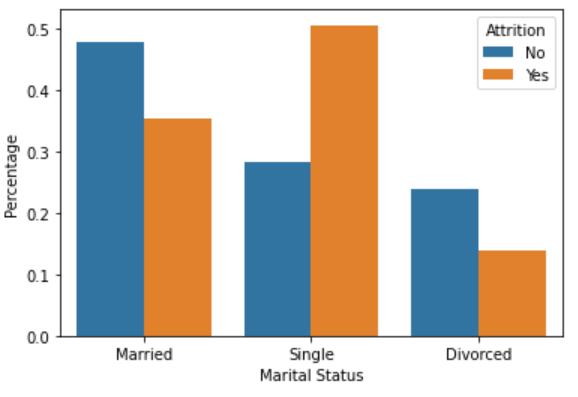 Attrition
No
Yes
0.5
0.4
0.3
0.2
0.1
0.0
Percentage
Married
Single
Divorced
Marital Status